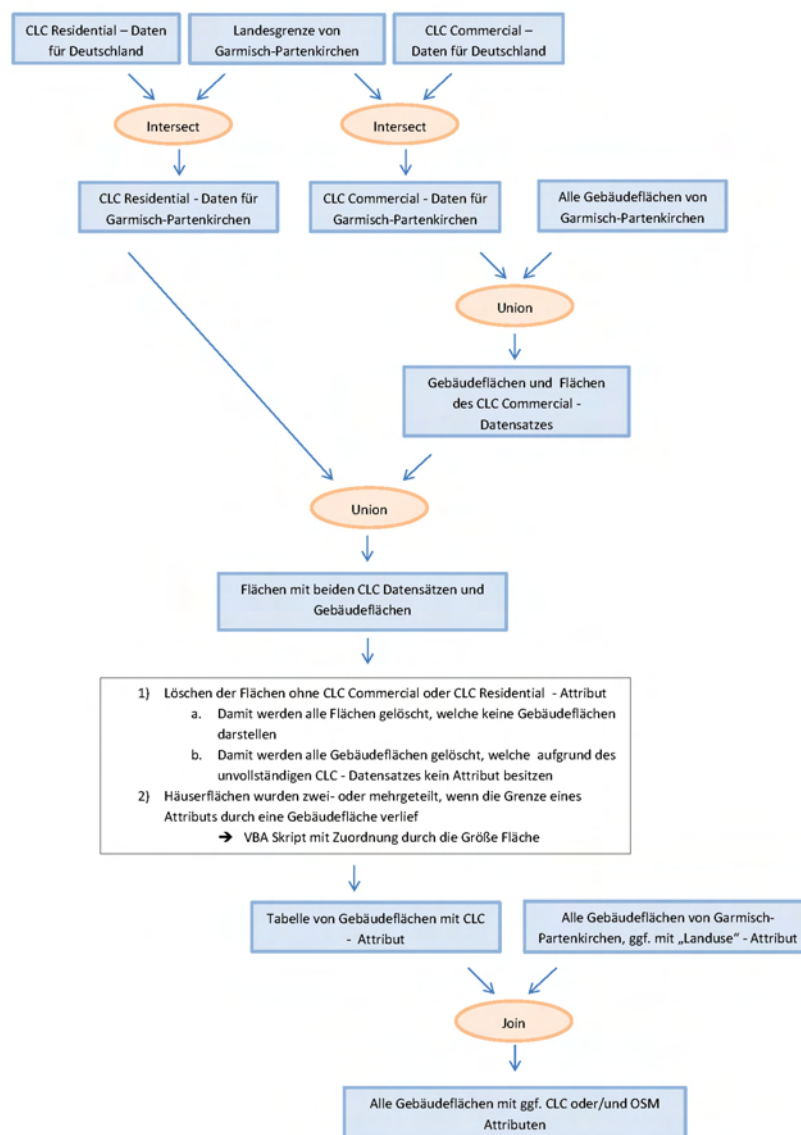 CLC Residential – Daten
für Deutschland
Landesgrenze von
Garmisch-Partenkirchen
CLC Commercial –
Daten für Deutschland
Intersect
Intersect
CLC Residential - Daten für
Garmisch-Partenkirchen
CLC Commercial - Daten für
Garmisch-Partenkirchen
Alle Gebäudeflächen von
Garmisch-Partenkirchen
Union
Gebäudeflächen und Flächen
des CLC Commercial -
Datensatzes
Union
Flächen mit beiden CLC Datensätzen und
Gebäudeflächen
1) Löschen der Flächen ohne CLC Commercial oder CLC Residential - Attribut
a. Damit werden alle Flächen gelöscht, welche keine Gebäudeflächen
darstellen
b. Damit werden alle Gebäudeflächen gelöscht, welche aufgrund des
unvollständigen CLC - Datensatzes kein Attribut besitzen
2) Häuserflächen wurden zwei- oder mehrgeteilt, wenn die Grenze eines
Attributs durch eine Gebäudefläche verlief
➔ VBA Skript mit Zuordnung durch die Größe Fläche
Tabelle von Gebäudeflächen mit CLC
- Attribut
Alle Gebäudeflächen von Garmisch-
Partenkirchen, ggf. mit „Landuse“ - Attribut
Join
Alle Gebäudeflächen mit ggf. CLC oder/und OSM
Attributen